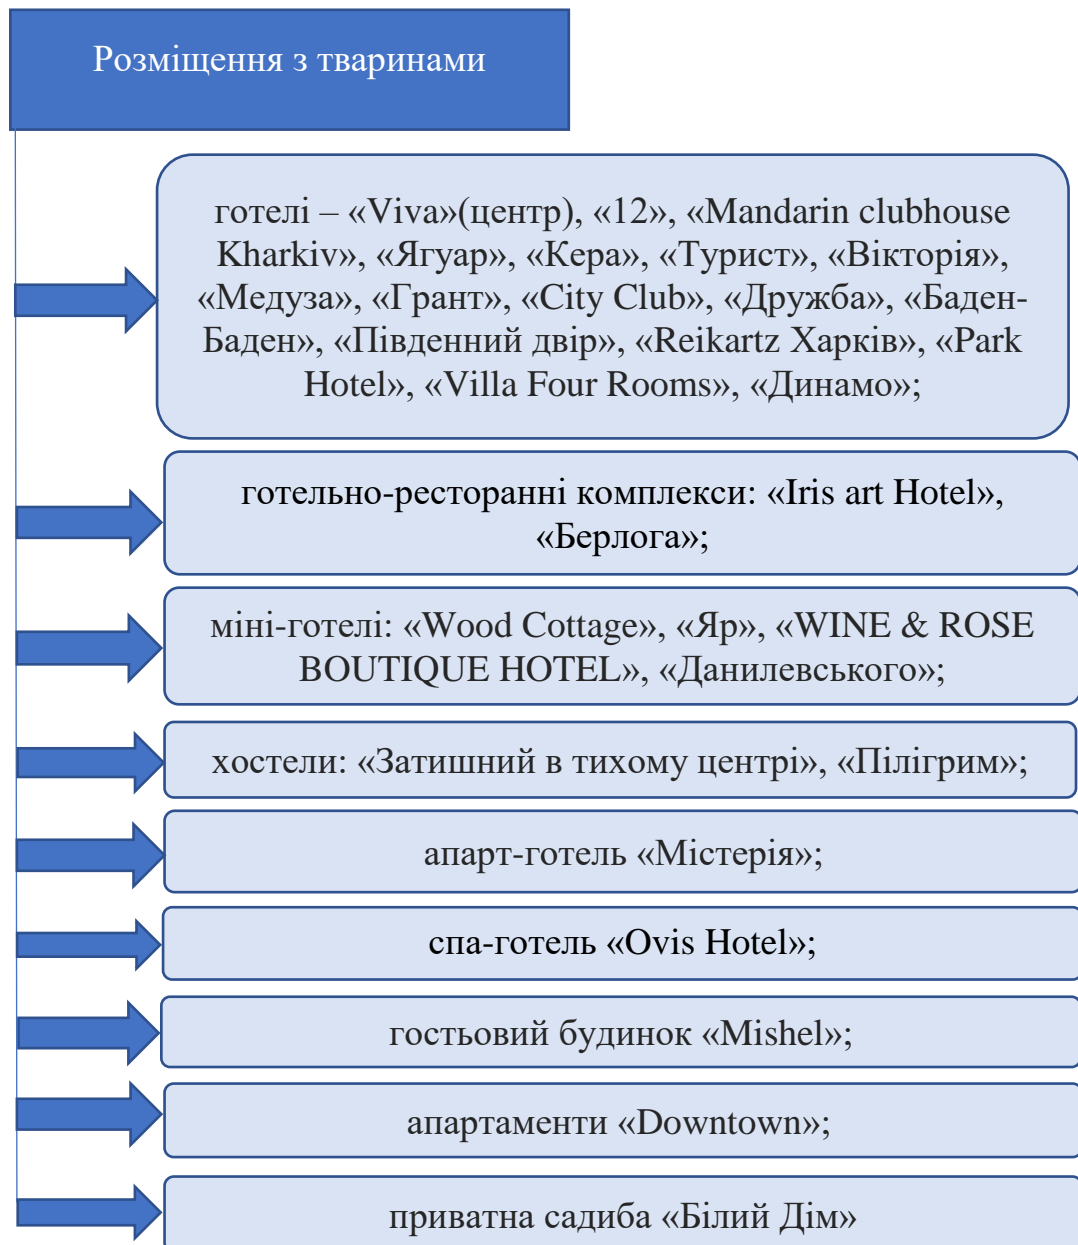 Розміщення з тваринами
готелі – «Viva»(центр), «12», «Mandarin clubhouse
Kharkiv», «Ягуар», «Кера», «Турист», «Вікторія»,
«Медуза», «Грант», «City Club», «Дружба», «Баден-
Баден», «Південний двір», «Reikartz Харків», «Park
Hotel», «Villa Four Rooms», «Динамо»;
готельно-ресторанні комплекси: «Iris art Hotel»,
«Берлога»;
міні-готелі: «Wood Cottage», «Яр», «WINE & ROSE
BOUTIQUE HOTEL», «Данилевського»;
хостели: «Затишний в тихому центрі», «Пілігрим»;
апарт-готель «Містерія»;
спа-готель «Ovis Hotel»;
гостьовий будинок «Mishel»;
апартаменти «Downtown»;
приватна садиба «Білий Дім»